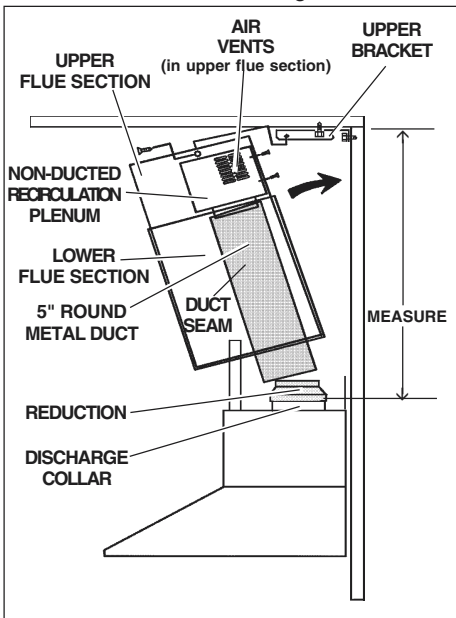 AIR
VENTS
(in upper flue section)
UPPER
BRACKET
UPPER
FLUE SECTION
NON-DUCTED
RECIRCULATION
PLENUM
LOWER
FLUE SECTION
5" ROUND
METAL DUCT
DUCT
SEAM
MEASURE
REDUCTION
DISCHARGE
COLLAR